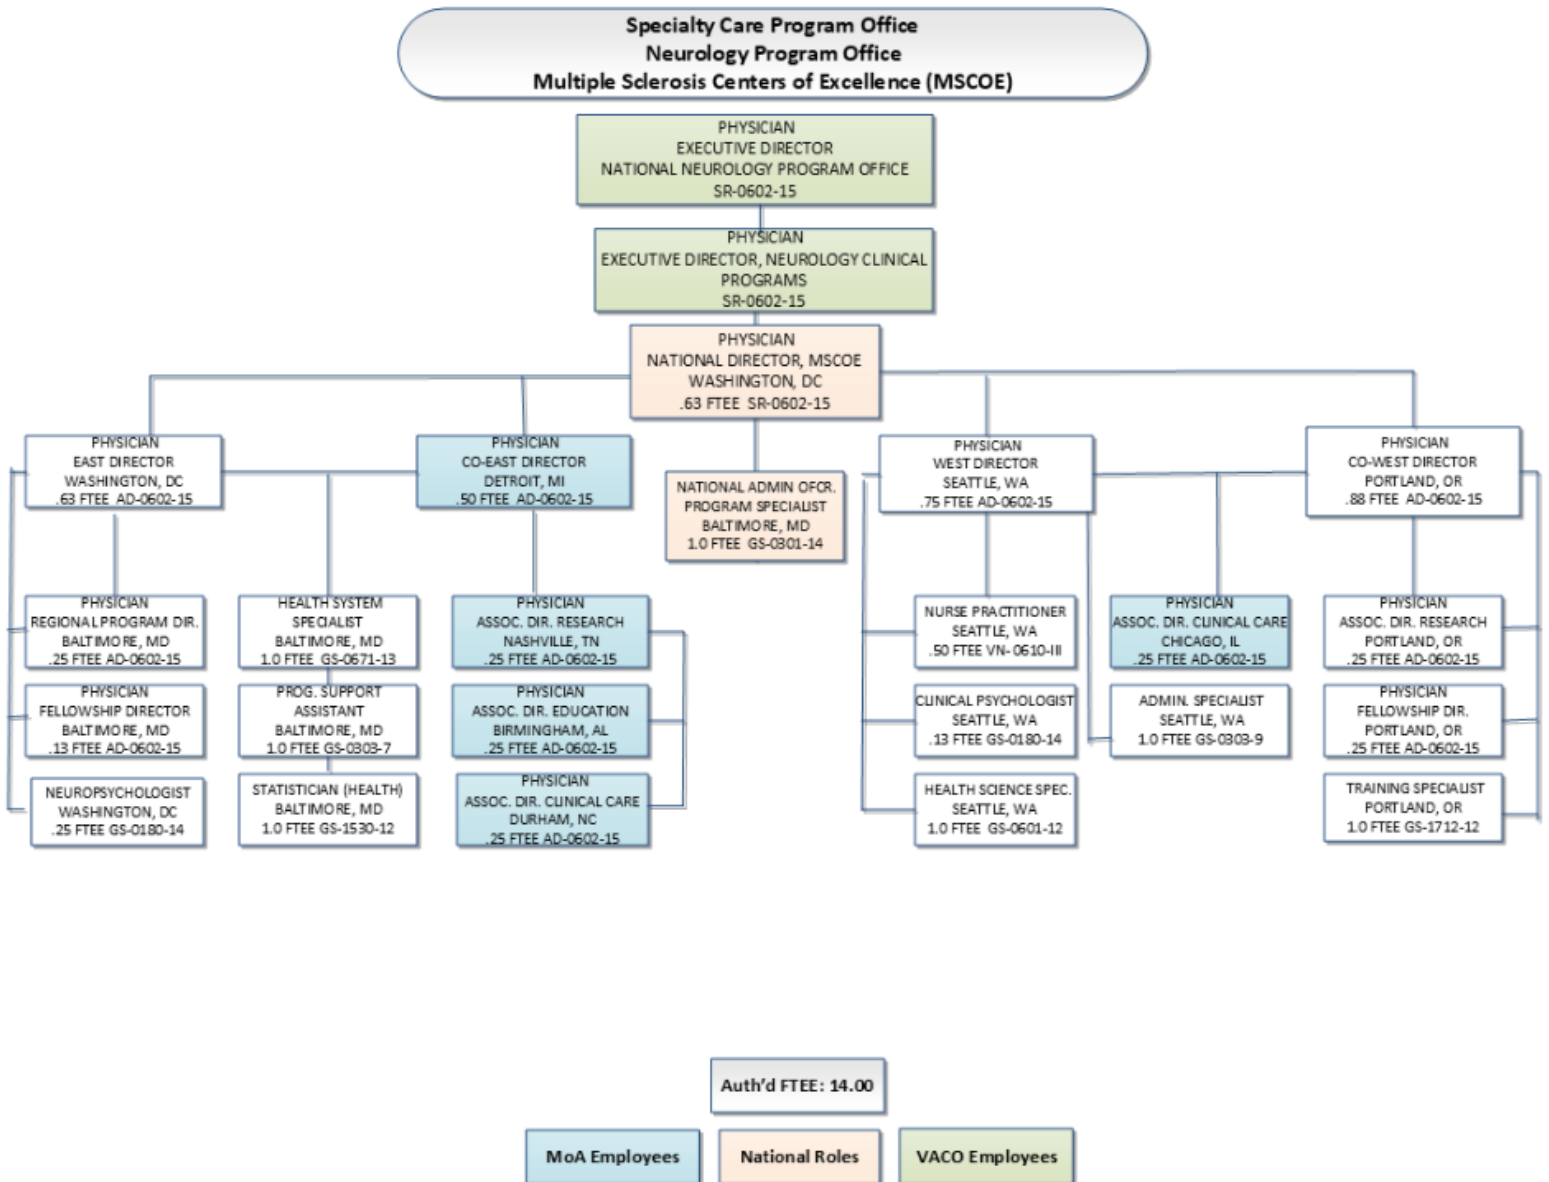 Specialty Care Program Office
Neurology Program Office
Multiple Sclerosis Centers of Excellence (MSCOE)
PHYSICIAN
EXECUTIVE DIRECTOR
NATIONAL NEUROLOGY PROGRAM OFFICE
SR-0602-15
PHYSICIAN
EXECUTIVE DIRECTOR, NEUROLOGY CLINICAL
PROGRAMS
SR-0602-15
PHYSICIAN
NATIONAL DIRECTOR, MSCOE
WASHINGTON, DC
.63 FTEE SR-0602-15
PHYSICIAN
EAST DIRECTOR
WASHINGTON, DC
.63 FTEE AD-0602-15
PHYSICIAN
CO-EAST DIRECTOR
DETROIT, MI
.50 FTEE AD-0602-15
NATIONAL ADMIN OFCR.
PROGRAM SPECIALIST
BALTIMORE, MD
1.0 FTEE GS-0301-14
PHYSICIAN
WEST DIRECTOR
SEATTLE, WA
.75 FTEE AD-0602-15
PHYSICIAN
CO-WEST DIRECTOR
PORTLAND, OR
.88 FTEE AD-0602-15
PHYSICIAN
REGIONAL PROGRAM DIR.
BALTIMORE, MD
.25 FTEE AD-0602-15
HEALTH SYSTEM
SPECIALIST
BALTIMORE, MD
1.0 FTEE GS-0671-13
PHYSICIAN
ASSOC. DIR. RESEARCH
NASHVILLE, TN
.25 FTEE AD-0602-15
NURSE PRACTITIONER
SEATTLE, WA
.50 FTEE VN- 0610-III
PHYSICIAN
ASSOC. DIR. CLINICAL CARE
CHICAGO, IL
.25 FTEE AD-0602-15
PHYSICIAN
ASSOC. DIR. RESEARCH
PORTLAND, OR
.25 FTEE AD-0602-15
PHYSICIAN
FELLOWSHIP DIRECTOR
BALTIMORE, MD
.13 FTEE AD-0602-15
PROG. SUPPORT
ASSISTANT
BALTIMORE, MD
1.0 FTEE GS-0303-7
PHYSICIAN
ASSOC. DIR. EDUCATION
BIRMINGHAM, AL
.25 FTEE AD-0602-15
CLINICAL PSYCHOLOGIST
SEATTLE, WA
.13 FTEE GS-0180-14
ADMIN. SPECIALIST
SEATTLE, WA
1.0 FTEE GS-0303-9
PHYSICIAN
FELLOWSHIP DIR.
PORTLAND, OR
.25 FTEE AD-0602-15
NEUROPSYCHOLOGIST
WASHINGTON, DC
.25 FTEE GS-0180-14
STATISTICIAN (HEALTH)
BALTIMORE, MD
1.0 FTEE GS-1530-12
PHYSICIAN
ASSOC. DIR. CLINICAL CARE
DURHAM, NC
.25 FTEE AD-0602-15
HEALTH SCIENCE SPEC.
SEATTLE, WA
1.0 FTEE GS-0601-12
TRAINING SPECIALIST
PORTLAND, OR
1.0 FTEE GS-1712-12
Auth'd FTEE: 14.00
MoA Employees
National Roles
VACO Employees